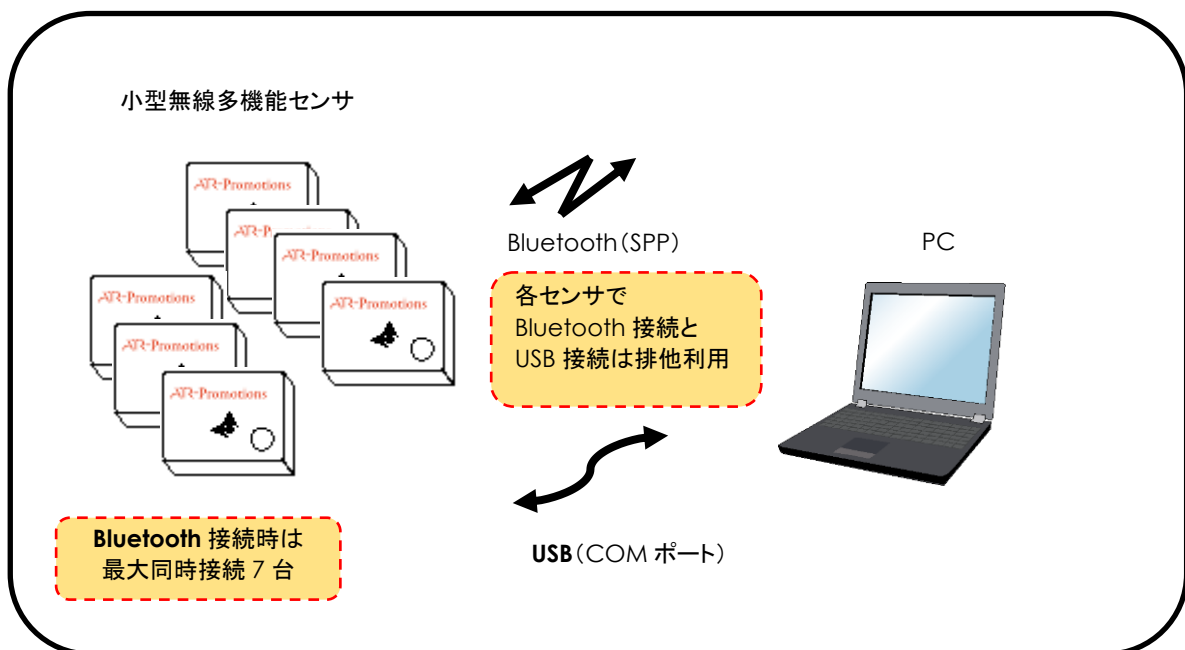 小型無線多機能センサ
ATR-Promotions
ATR-P
ATR-Promotions
ATR-Promotions
ATR-Promotions
ATR-Promotions
ATR-Promotions
Bluetooth(SPP)
PC
各センサで
Bluetooth 接続と
USB 接続は排他利用
Bluetooth 接続時は
最大同時接続 7 台
USB(COM ポート)